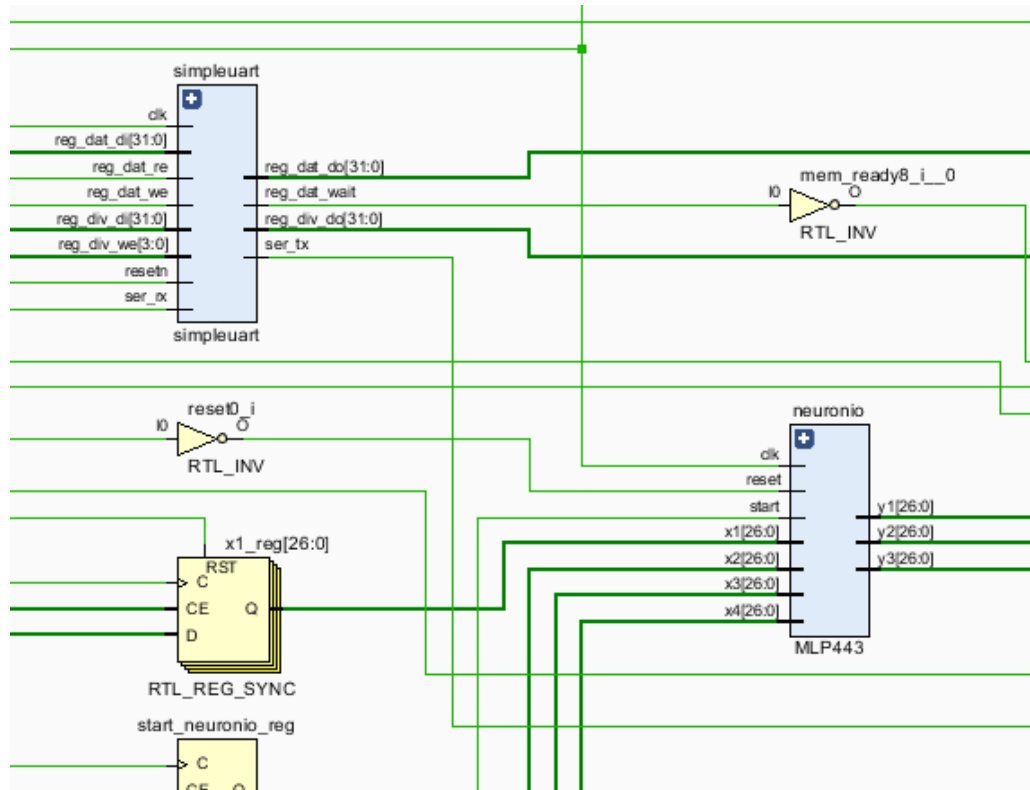 simpleuart
clk
reg_dat_di[31:0]
reg_dat_re
reg_dat_we
reg_div_di[31:0]
reg_div_we[3:0]
resetn
ser_rx
reg_dat_do[31:0]
reg_dat_wait
reg_div_do[31:0]
ser_tx
simpleuart
mem_ready8_i__0
I0
O
RTL_INV
reset0_i
I0
O
RTL_INV
x1_reg[26:0]
RST
C
CE
D
Q
RTL_REG_SYNC
start_neuronio_reg
C
CE
Q
neuronio
clk
reset
start
x1[26:0]
x2[26:0]
x3[26:0]
x4[26:0]
y1[26:0]
y2[26:0]
y3[26:0]
MLP443